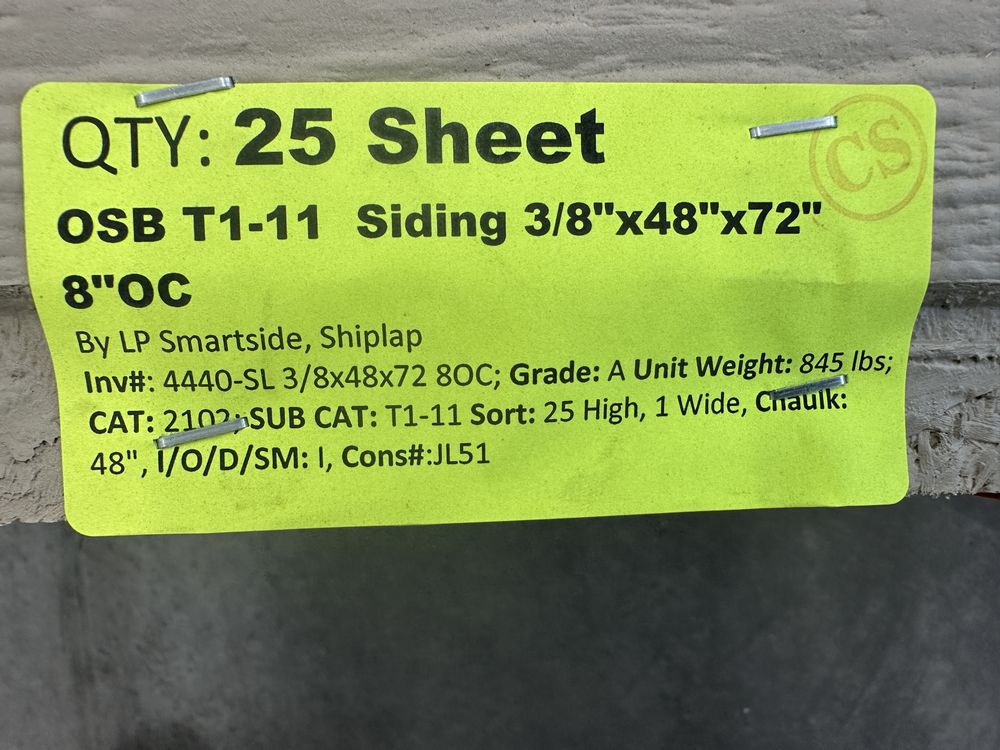 QTY: 25 Sheet
CS
OSB T1-11 Siding 3/8"x48"x72"
8"OC
By LP Smartside, Shiplap
Inv#: 4440-SL 3/8x48x72 8OC; Grade: A Unit Weight: 845 lbs;
CAT: 2102; SUB CAT: T1-11 Sort: 25 High, 1 Wide, Chaulk:
48", I/O/D/SM: I, Cons#:JL51